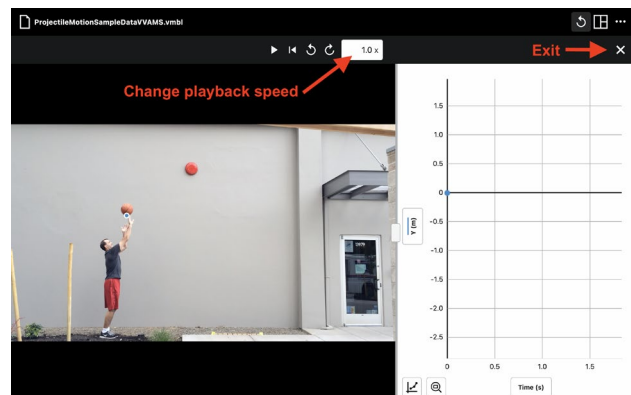 ProjectileMotionSampleDataVVAMS.vmbl
1.0 x
Exit
Change playback speed
1.5
1.0
0.5
0
-0.5
-1.0
-1.5
-2.0
-2.5
Y (m)
0 0.5 1.0 1.5
Time (s)